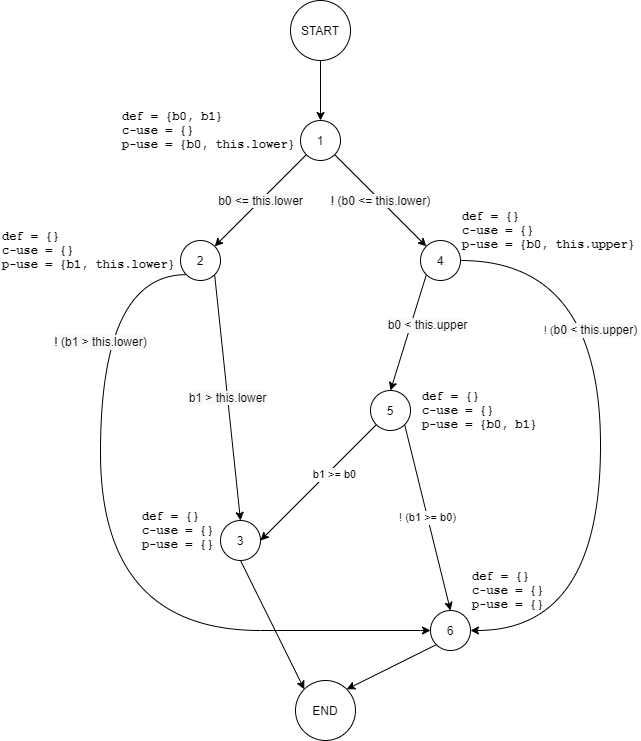 START
def = {b0, b1}
c-use = {}
p-use = {b0, this.lower}
1
b0 <= this.lower
! (b0 <= this.lower)
def = {}
c-use = {}
p-use = {b1, this.lower}
2
def = {}
c-use = {}
p-use = {b0, this.upper}
4
! (b1 > this.lower)
b0 < this.upper
! (b0 < this.upper)
b1 > this.lower
5
def = {}
c-use = {}
p-use = {b0, b1}
b1 >= b0
! (b1 >= b0)
def = {}
c-use = {}
p-use = {}
3
def = {}
c-use = {}
p-use = {}
6
END